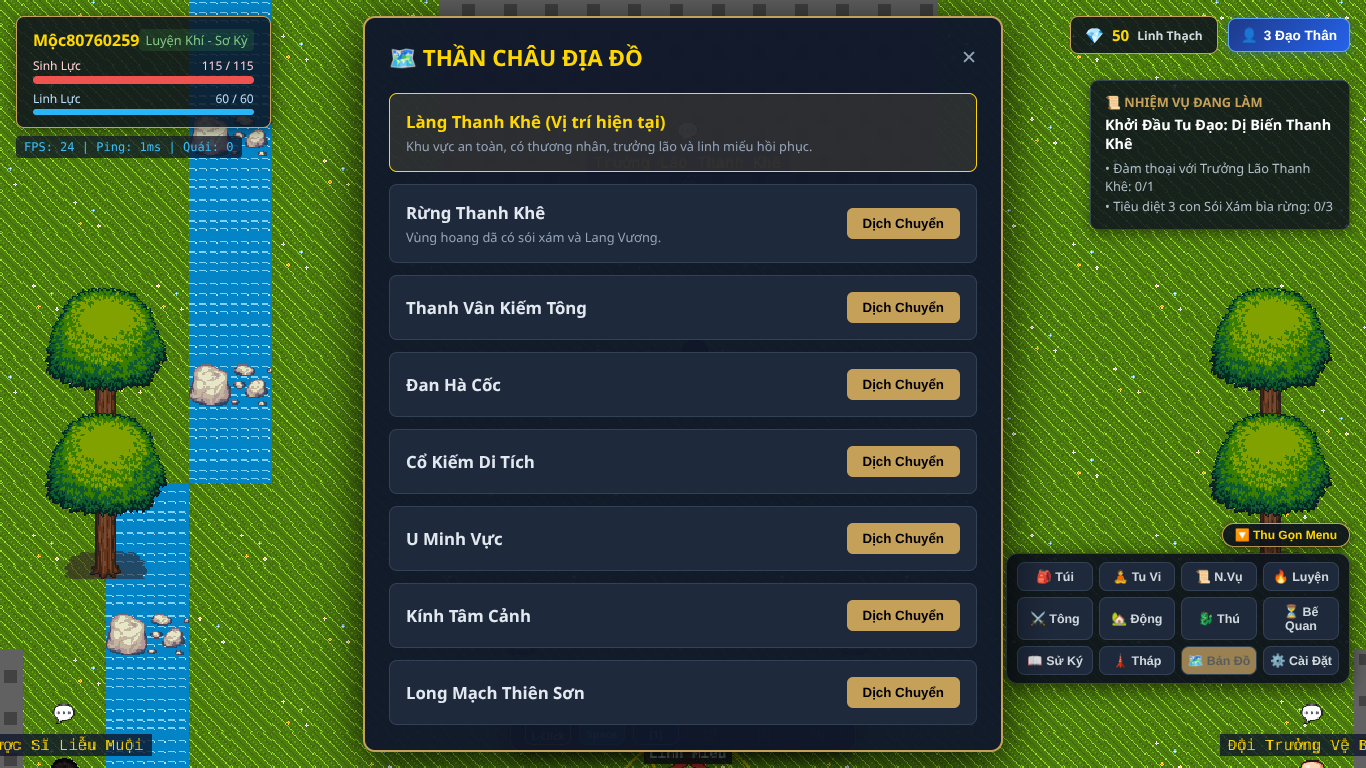 Mộc80760259 Luyện Khí - Sơ Kỳ
Sinh Lực 115 / 115
Linh Lực 60 / 60
FPS: 24 | Ping: 1ms | Quái: 0
THẦN CHÂU ĐỊA ĐỒ ✕
Làng Thanh Khê (Vị trí hiện tại)
Khu vực an toàn, có thương nhân, trưởng lão và linh miếu hồi phục.
Rừng Thanh Khê
Vùng hoang dã có sói xám và Lang Vương.
Dịch Chuyển
Thanh Vân Kiếm Tông
Dịch Chuyển
Đan Hà Cốc
Dịch Chuyển
Cổ Kiếm Di Tích
Dịch Chuyển
U Minh Vực
Dịch Chuyển
Kính Tâm Cảnh
Dịch Chuyển
Long Mạch Thiên Sơn
Dịch Chuyển
50 Linh Thạch
3 Đạo Thân
NHIỆM VỤ ĐANG LÀM
Khởi Đầu Tu Đạo: Dị Biến Thanh
Khê
• Đàm thoại với Trưởng Lão Thanh
Khê: 0/1
• Tiêu diệt 3 con Sói Xám bìa rừng: 0/3
Thu Gọn Menu
Túi
Tu Vi
N.Vụ
Luyện
Tông
Động
Thú
Bế
Quan
Sử Ký
Tháp
Bản Đồ
Cài Đặt
Sĩ Liễu Muội
Linh Miếu
Đội Trưởng Vệ